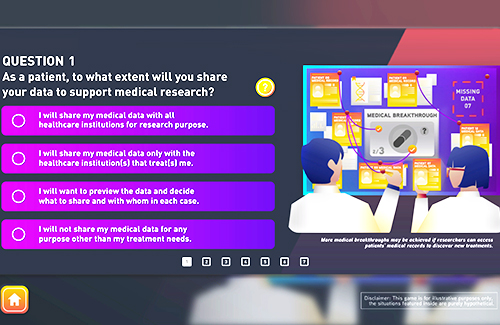 QUESTION 1
As a patient, to what extent will you share
your data to support medical research?
?
I will share my medical data with all
healthcare institutions for research purpose.
I will share my medical data only with the
healthcare institution(s) that treat(s) me.
I will want to preview the data and decide
what to share and with whom in each case.
I will not share my medical data for any
purpose other than my treatment needs.
MISSING
DATA
07
MEDICAL BREAKTHROUGH
?
2/3
More medical breakthroughs may be achieved if researchers can access
patients' medical records to discover new treatments.
1 2 3 4 5 6 7
Disclaimer: This game is for illustrative purposes only,
the situations featured inside are purely hypothetical.